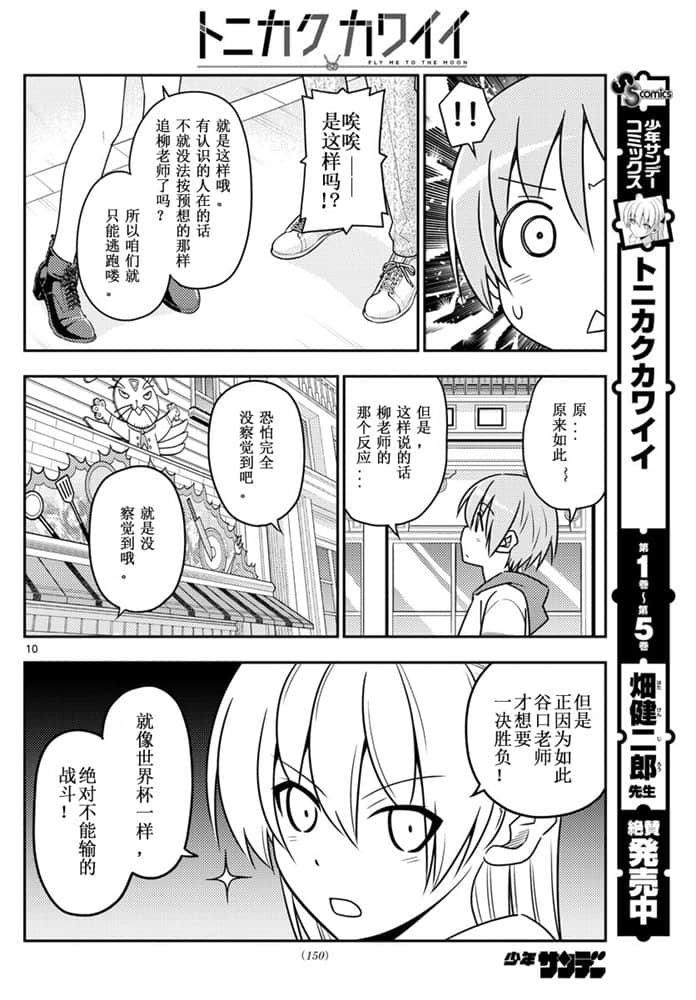 トニカクカワイイ
FLY ME TO THE MOON
!!
唉唉——
是这样吗!?
就是这样哦。
有认识的人在的话
不就没法按预想的那样
追柳老师了吗?
所以咱们就
只能逃跑喽。
原...
原来如此~
但是,
这样说的话
柳老师的
那个反应...
恐怕完全
没察觉到吧。
就是没
察觉到哦。
10
但是
正因为如此
谷口老师
才想要
一决胜负!
就像世界杯一样,
绝对不能输的
战斗!
(150)
少年サンデー
S comics
少年サンデー
コミックス
トニカクカワイイ
第1巻~第5巻
畑健二郎先生
はた けん じ ろう
絶賛
発売中